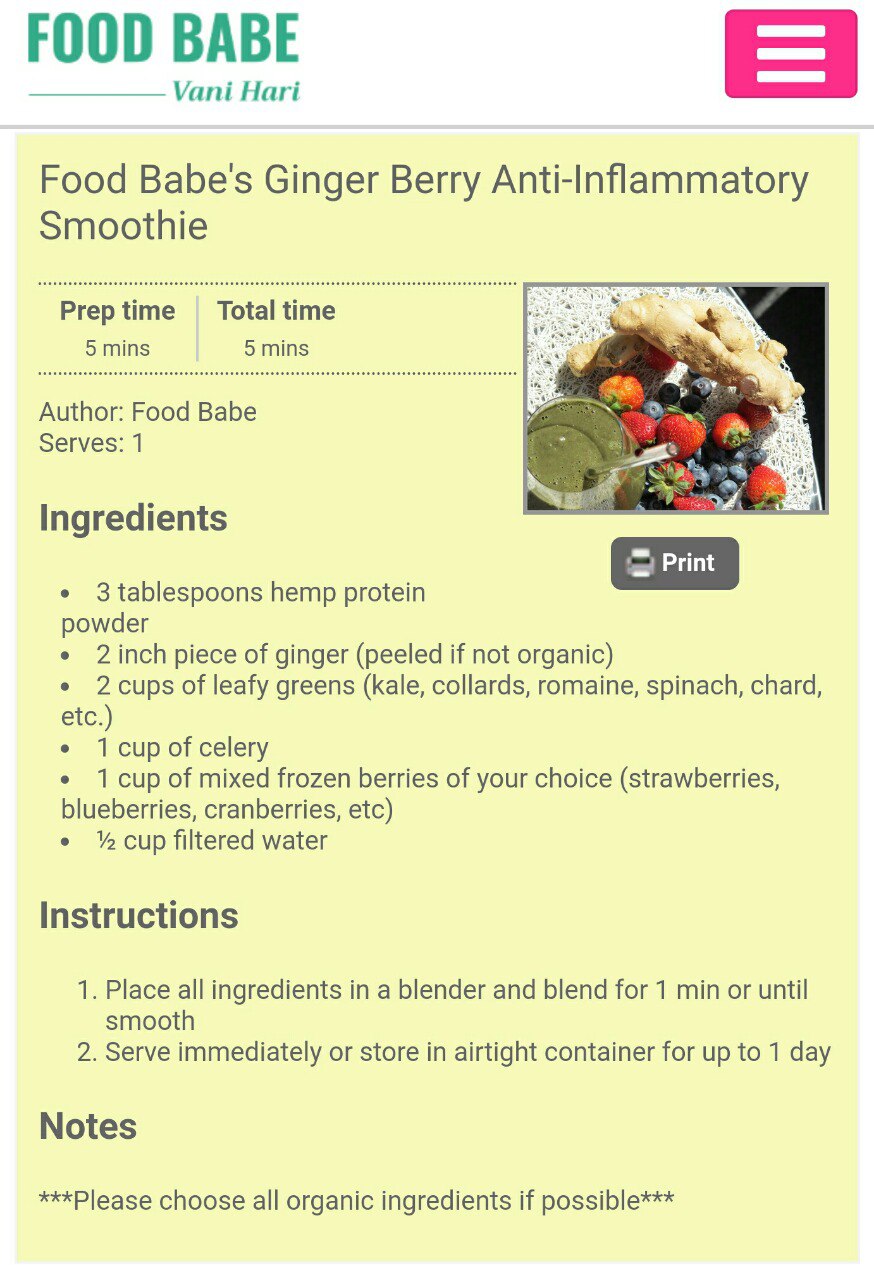 FOOD BABE
Vani Hari
Food Babe's Ginger Berry Anti-Inflammatory
Smoothie
Prep time
5 mins
Total time
5 mins
Author: Food Babe
Serves: 1
Print
Ingredients
• 3 tablespoons hemp protein
powder
• 2 inch piece of ginger (peeled if not organic)
• 2 cups of leafy greens (kale, collards, romaine, spinach, chard,
etc.)
• 1 cup of celery
• 1 cup of mixed frozen berries of your choice (strawberries,
blueberries, cranberries, etc)
• ½ cup filtered water
Instructions
1. Place all ingredients in a blender and blend for 1 min or until
smooth
2. Serve immediately or store in airtight container for up to 1 day
Notes
***Please choose all organic ingredients if possible***